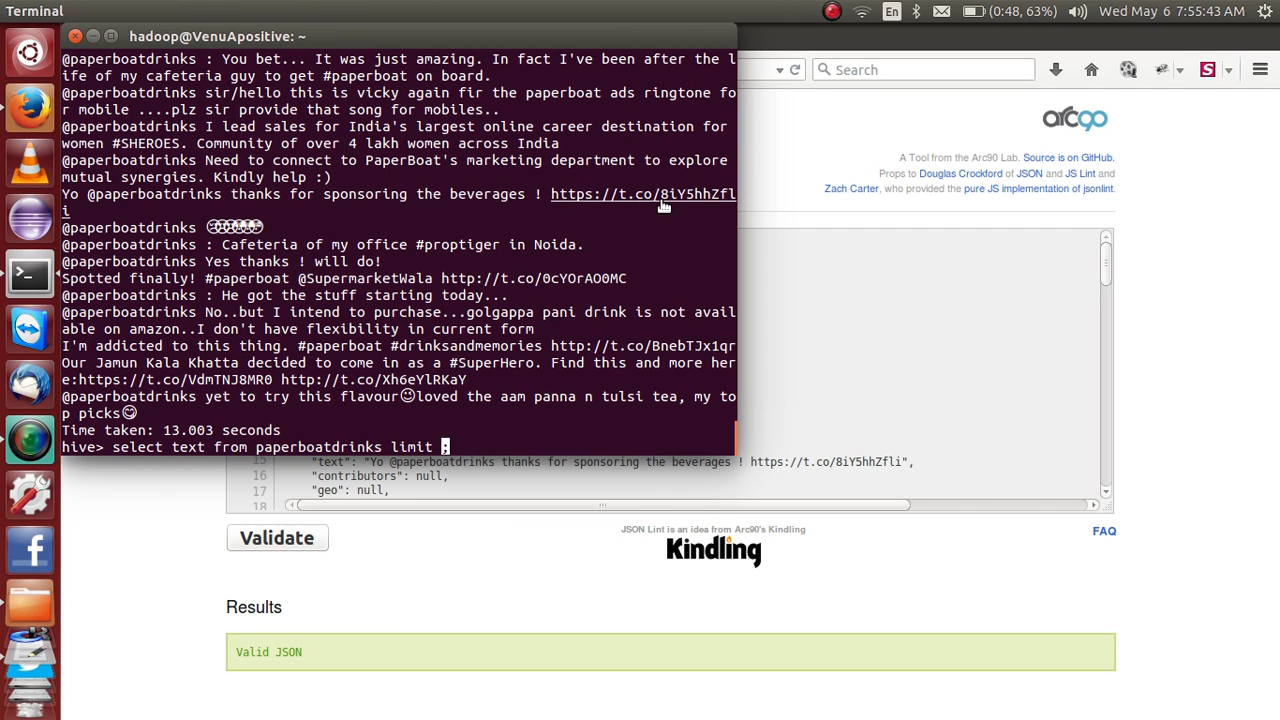 Terminal
En
(0:48, 63%)
Wed May 6 7:55:43 AM
hadoop@VenuApositive: ~
@paperboatdrinks : You bet... It was just amazing. In fact I've been after the l
ife of my cafeteria guy to get #paperboat on board.
@paperboatdrinks sir/hello this is vicky again fir the paperboat ads ringtone fo
r mobile ....plz sir provide that song for mobiles..
@paperboatdrinks I lead sales for India's largest online career destination for
women #SHEROES. Community of over 4 lakh women across India
@paperboatdrinks Need to connect to PaperBoat's marketing department to explore
mutual synergies. Kindly help :)
Yo @paperboatdrinks thanks for sponsoring the beverages ! https://t.co/8iY5hhZfl
i
@paperboatdrinks
@paperboatdrinks : Cafeteria of my office #proptiger in Noida.
@paperboatdrinks Yes thanks ! will do!
Spotted finally! #paperboat @SupermarketWala http://t.co/0cYOrAO0MC
@paperboatdrinks : He got the stuff starting today...
@paperboatdrinks No..but I intend to purchase...golgappa pani drink is not avail
able on amazon..I don't have flexibility in current form
I'm addicted to this thing. #paperboat #drinksandmemories http://t.co/BnebTJx1qr
Our Jamun Kala Khatta decided to come in as a #SuperHero. Find this and more her
e:https://t.co/VdmTNJ8MR0 http://t.co/Xh6eYlRKaY
@paperboatdrinks yet to try this flavour😉loved the aam panna n tulsi tea, my to
p picks😋
Time taken: 13.003 seconds
hive> select text from paperboatdrinks limit ;
Search
S
arc90
A Tool from the Arc90 Lab. Source is on GitHub.
Props to Douglas Crockford of JSON and JS Lint and
Zach Carter, who provided the pure JS implementation of jsonlint.
15 "text": "Yo @paperboatdrinks thanks for sponsoring the beverages ! https://t.co/8iY5hhZfli",
16 "contributors": null,
17 "geo": null,
18
Validate
JSON Lint is an idea from Arc90's Kindling
Kindling
FAQ
Results
Valid JSON